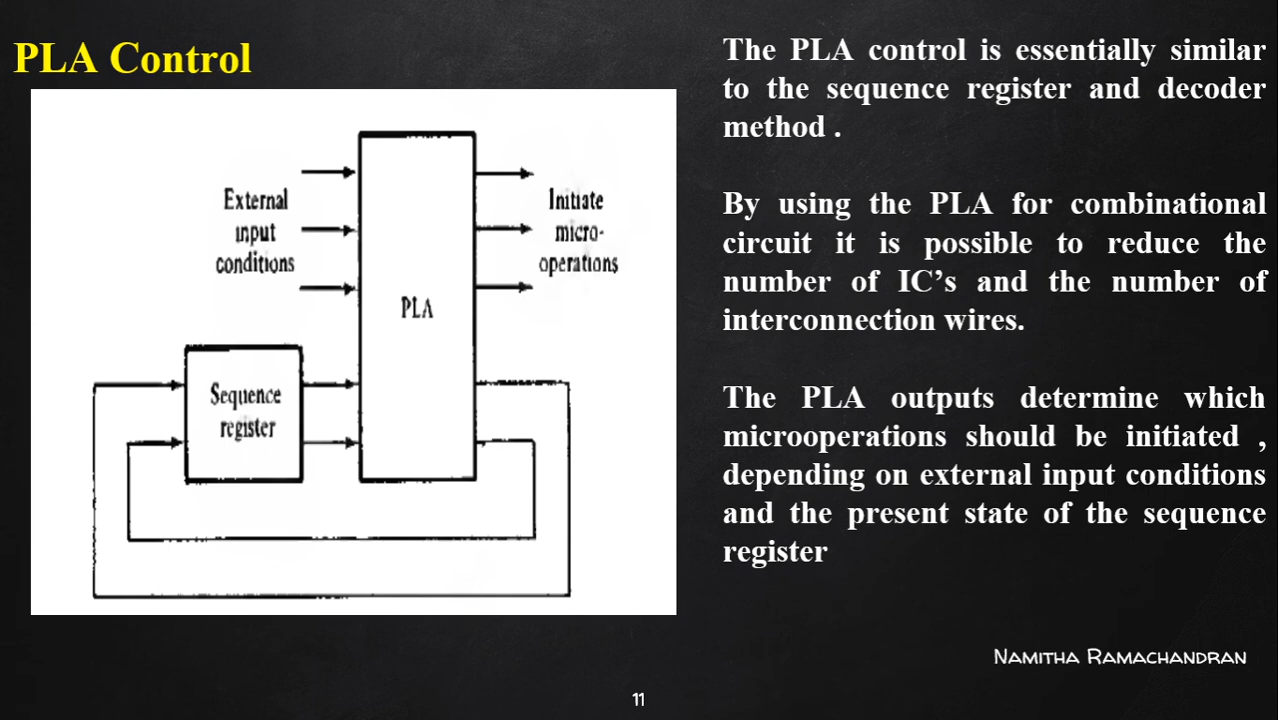 PLA Control
External
input
conditions
Initiate
micro-
operations
PLA
Sequence
register
The PLA control is essentially similar
to the sequence register and decoder
method .
By using the PLA for combinational
circuit it is possible to reduce the
number of IC’s and the number of
interconnection wires.
The PLA outputs determine which
microoperations should be initiated ,
depending on external input conditions
and the present state of the sequence
register
Namitha Ramachandran
11